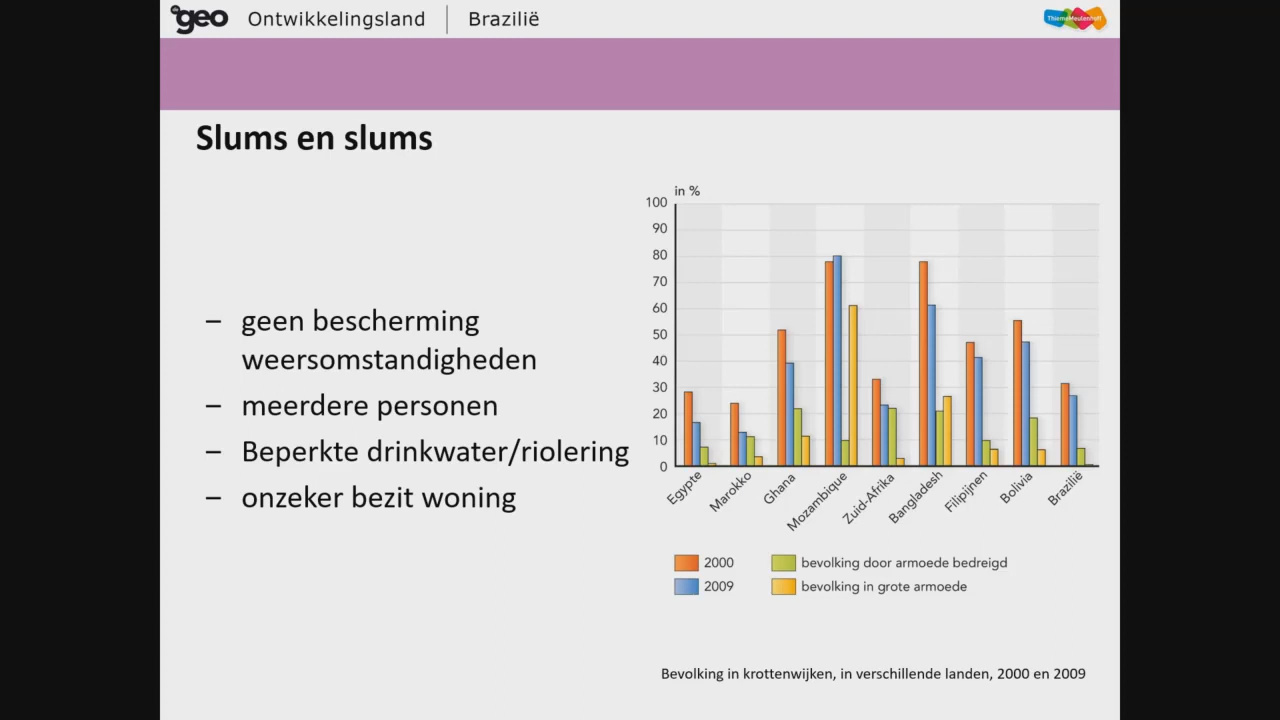 de geo Ontwikkelingsland Brazilië
ThiemeMeulenhoff
Slums en slums
– geen bescherming
weersomstandigheden
– meerdere personen
– Beperkte drinkwater/riolering
– onzeker bezit woning
in %
100
90
80
70
60
50
40
30
20
10
0
Egypte
Marokko
Ghana
Mozambique
Zuid-Afrika
Bangladesh
Filipijnen
Bolivia
Brazilië
2000 bevolking door armoede bedreigd
2009 bevolking in grote armoede
Bevolking in krottenwijken, in verschillende landen, 2000 en 2009